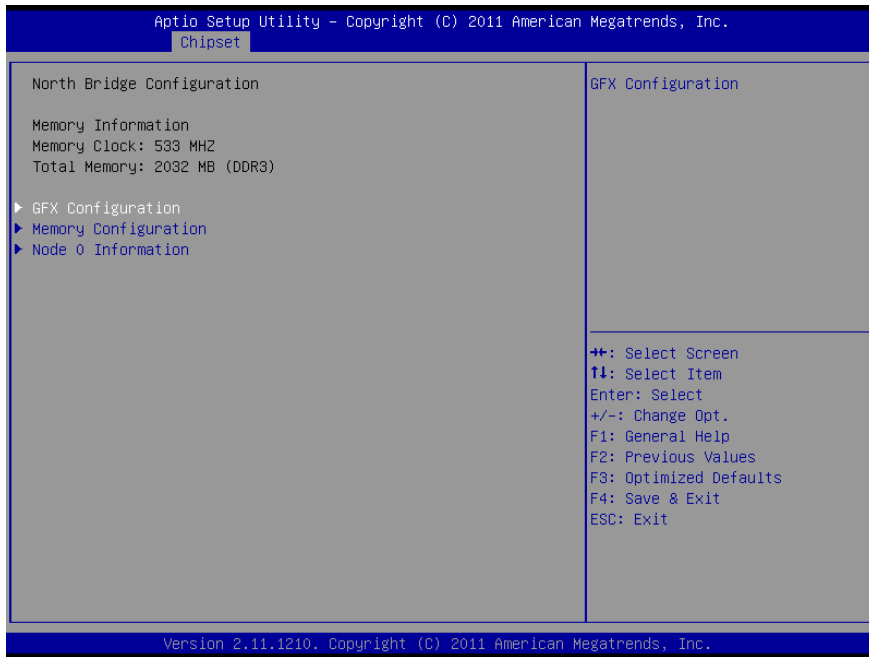 Aptio Setup Utility – Copyright (C) 2011 American Megatrends, Inc.
Chipset
North Bridge Configuration
Memory Information
Memory Clock: 533 MHZ
Total Memory: 2032 MB (DDR3)
► GFX Configuration
► Memory Configuration
► Node 0 Information
GFX Configuration
→←: Select Screen
↑↓: Select Item
Enter: Select
+/-: Change Opt.
F1: General Help
F2: Previous Values
F3: Optimized Defaults
F4: Save & Exit
ESC: Exit
Version 2.11.1210. Copyright (C) 2011 American Megatrends, Inc.